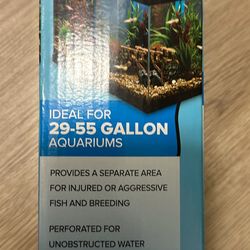 IDEAL FOR
29-55 GALLON
AQUARIUMS
PROVIDES A SEPARATE AREA
FOR INJURED OR AGGRESSIVE
FISH AND BREEDING
PERFORATED FOR
UNOBSTRUCTED WATER